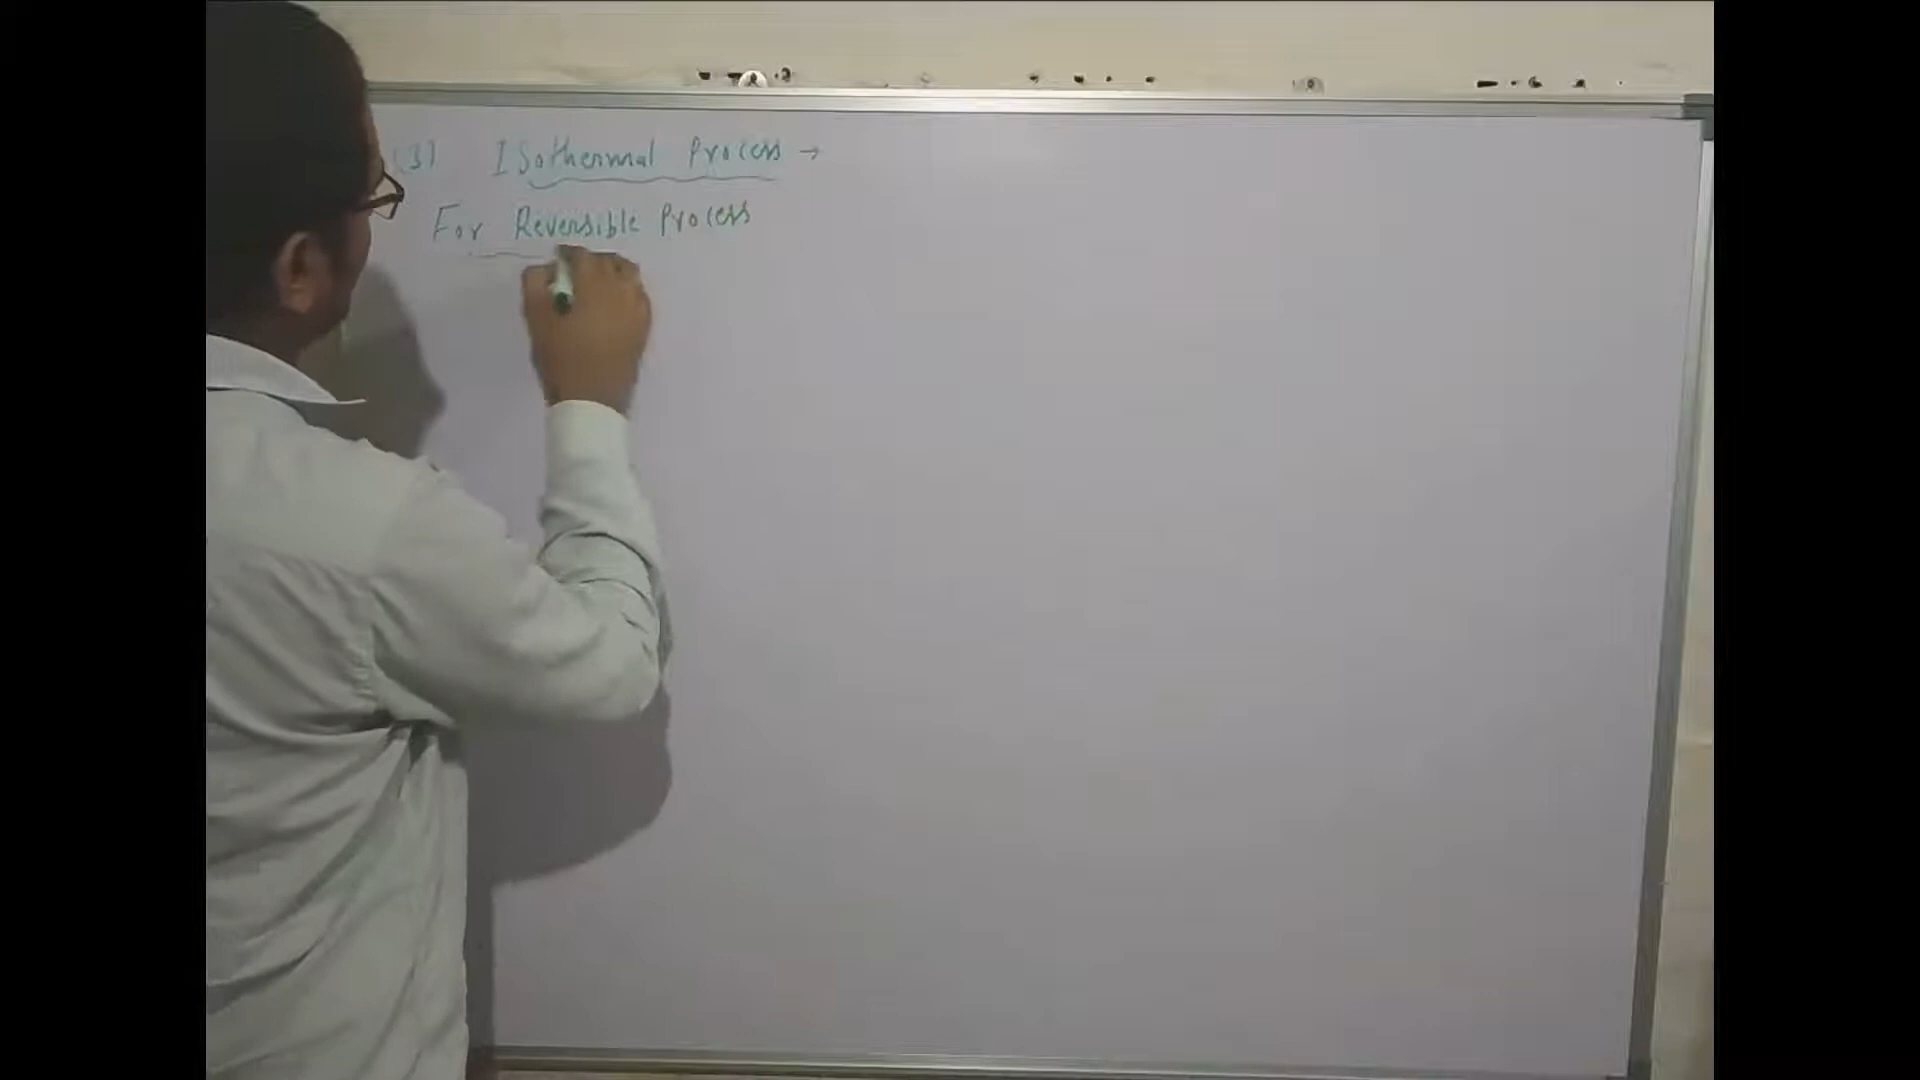 (3) Isothermal Process →
For Reversible Process